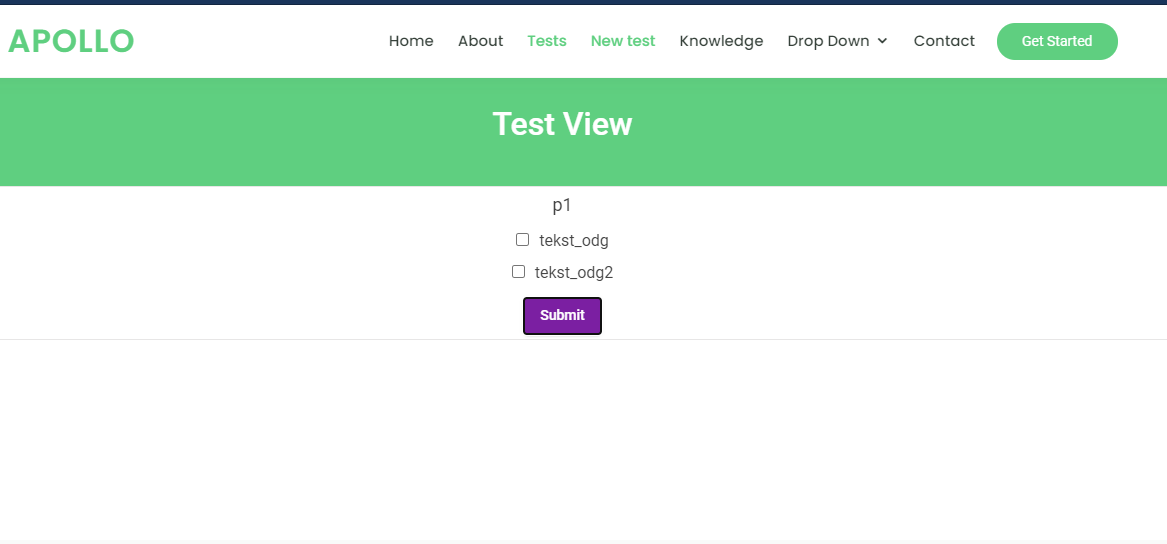 APOLLO Home About Tests New test Knowledge Drop Down Contact Get Started
Test View
p1
tekst_odg
tekst_odg2
Submit